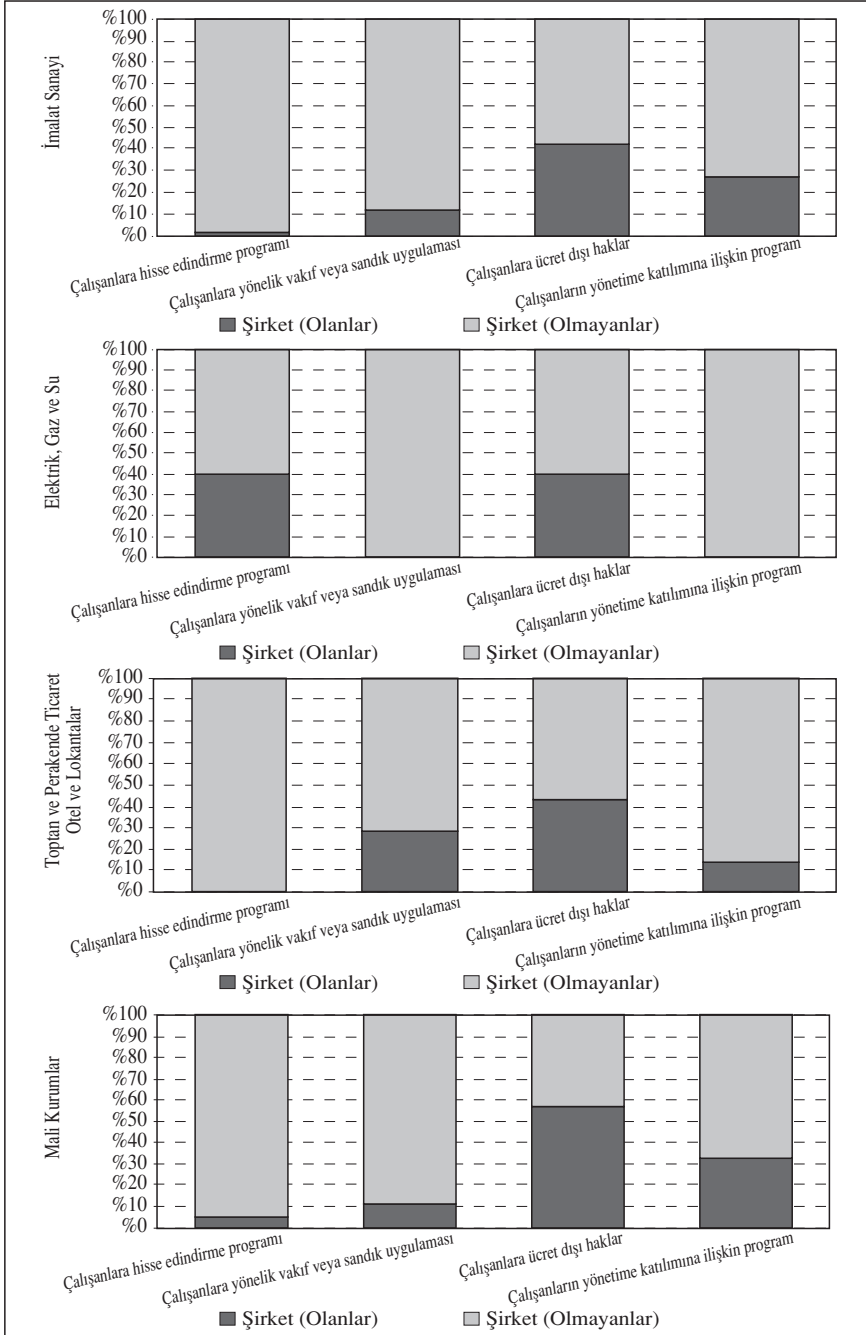 İmalat Sanayi
%100
%90
%80
%70
%60
%50
%40
%30
%20
%10
%0
Çalışanlara hisse edindirme programı
Çalışanlara yönelik vakıf veya sandık uygulaması
Çalışanlara ücret dışı haklar
Çalışanların yönetime katılımına ilişkin program
Şirket (Olanlar) Şirket (Olmayanlar)
Elektrik, Gaz ve Su
%100
%90
%80
%70
%60
%50
%40
%30
%20
%10
%0
Çalışanlara hisse edindirme programı
Çalışanlara yönelik vakıf veya sandık uygulaması
Çalışanlara ücret dışı haklar
Çalışanların yönetime katılımına ilişkin program
Şirket (Olanlar) Şirket (Olmayanlar)
Toptan ve Perakende Ticaret
Otel ve Lokantalar
%100
%90
%80
%70
%60
%50
%40
%30
%20
%10
%0
Çalışanlara hisse edindirme programı
Çalışanlara yönelik vakıf veya sandık uygulaması
Çalışanlara ücret dışı haklar
Çalışanların yönetime katılımına ilişkin program
Şirket (Olanlar) Şirket (Olmayanlar)
Mali Kurumlar
%100
%90
%80
%70
%60
%50
%40
%30
%20
%10
%0
Çalışanlara hisse edindirme programı
Çalışanlara yönelik vakıf veya sandık uygulaması
Çalışanlara ücret dışı haklar
Çalışanların yönetime katılımına ilişkin program
Şirket (Olanlar) Şirket (Olmayanlar)